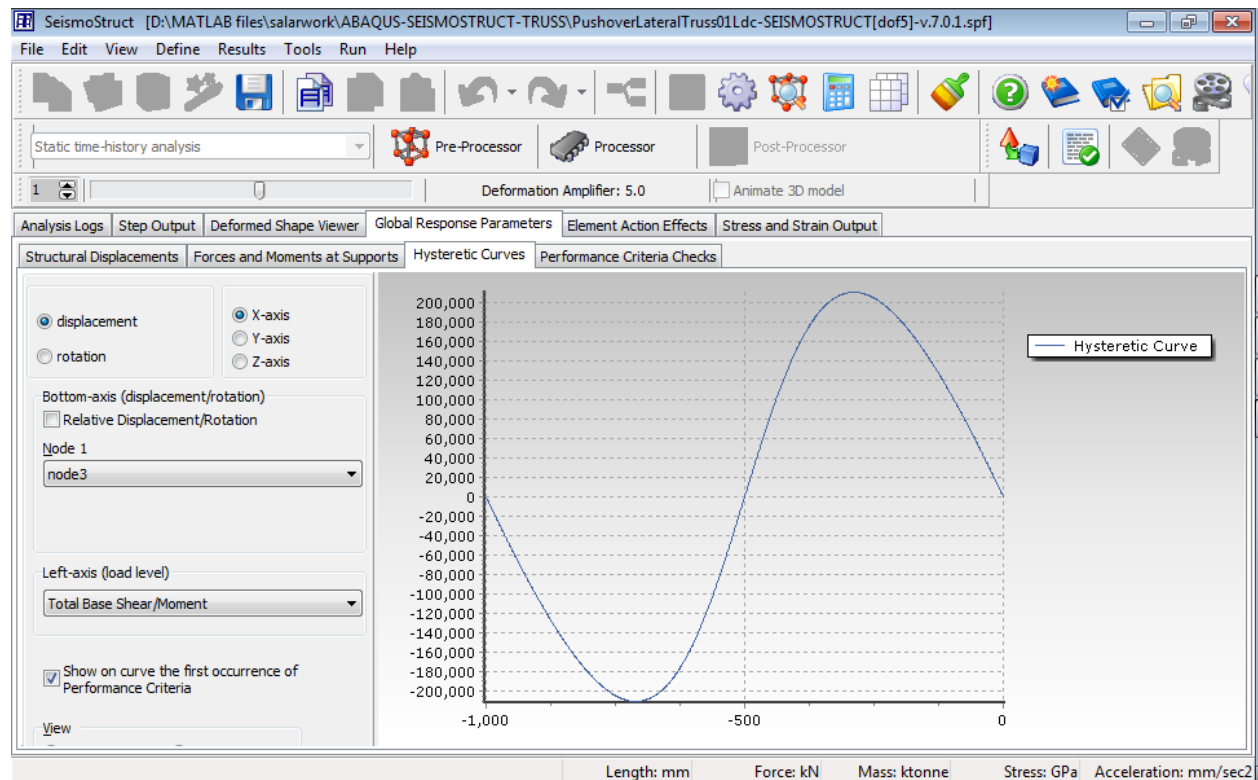 SeismoStruct [D:\MATLAB files\salarwork\ABAQUS-SEISMOSTRUCT-TRUSS\PushoverLateralTruss01Ldc-SEISMOSTRUCT[dof5]-v.7.0.1.spf]
File Edit View Define Results Tools Run Help
Static time-history analysis
Pre-Processor
Processor
Post-Processor
1
Deformation Amplifier: 5.0
Animate 3D model
Analysis Logs Step Output Deformed Shape Viewer Global Response Parameters Element Action Effects Stress and Strain Output
Structural Displacements Forces and Moments at Supports Hysteretic Curves Performance Criteria Checks
displacement
rotation
X-axis
Y-axis
Z-axis
Bottom-axis (displacement/rotation)
Relative Displacement/Rotation
Node 1
node3
Left-axis (load level)
Total Base Shear/Moment
Show on curve the first occurrence of
Performance Criteria
View
200,000
180,000
160,000
140,000
120,000
100,000
80,000
60,000
40,000
20,000
0
-20,000
-40,000
-60,000
-80,000
-100,000
-120,000
-140,000
-160,000
-180,000
-200,000
-1,000 -500 0
Hysteretic Curve
Length: mm Force: kN Mass: ktonne Stress: GPa Acceleration: mm/sec2